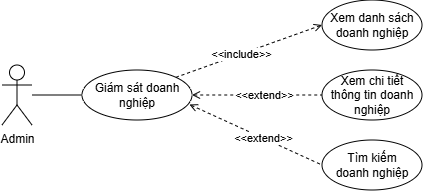 Xem danh sách
doanh nghiệp
<<include>>
Giám sát doanh
nghiệp
Xem chi tiết
thông tin doanh
nghiệp
<<extend>>
Admin
<<extend>>
Tìm kiếm
doanh nghiệp